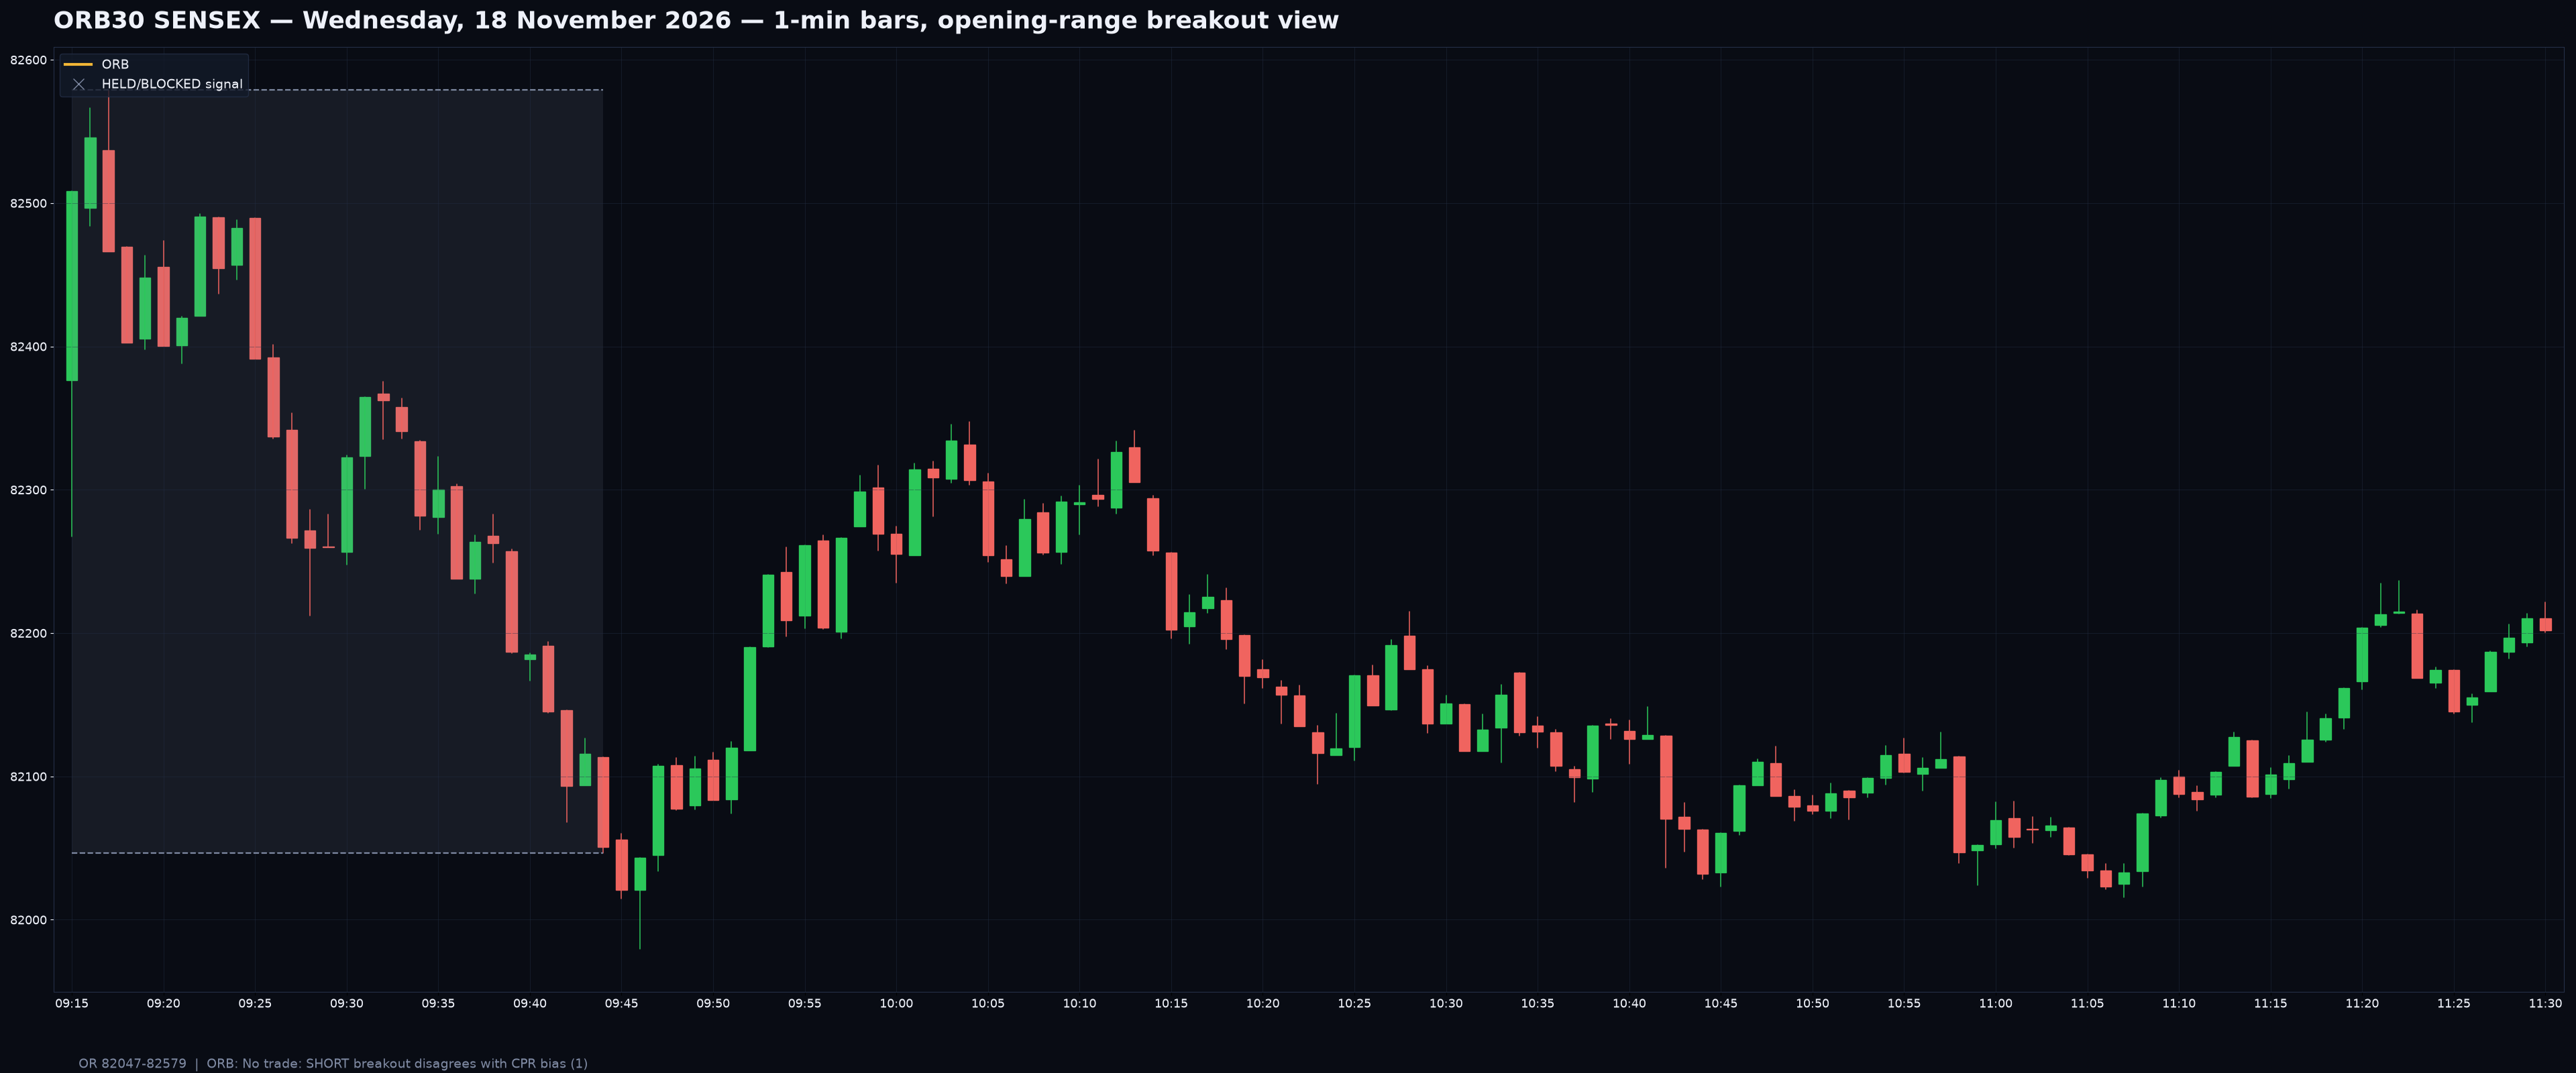 ORB30 SENSEX — Wednesday, 18 November 2026 — 1-min bars, opening-range breakout view
ORB
HELD/BLOCKED signal
82600
82500
82400
82300
82200
82100
82000
09:15 09:20 09:25 09:30 09:35 09:40 09:45 09:50 09:55 10:00 10:05 10:10 10:15 10:20 10:25 10:30 10:35 10:40 10:45 10:50 10:55 11:00 11:05 11:10 11:15 11:20 11:25 11:30
OR 82047-82579 | ORB: No trade: SHORT breakout disagrees with CPR bias (1)